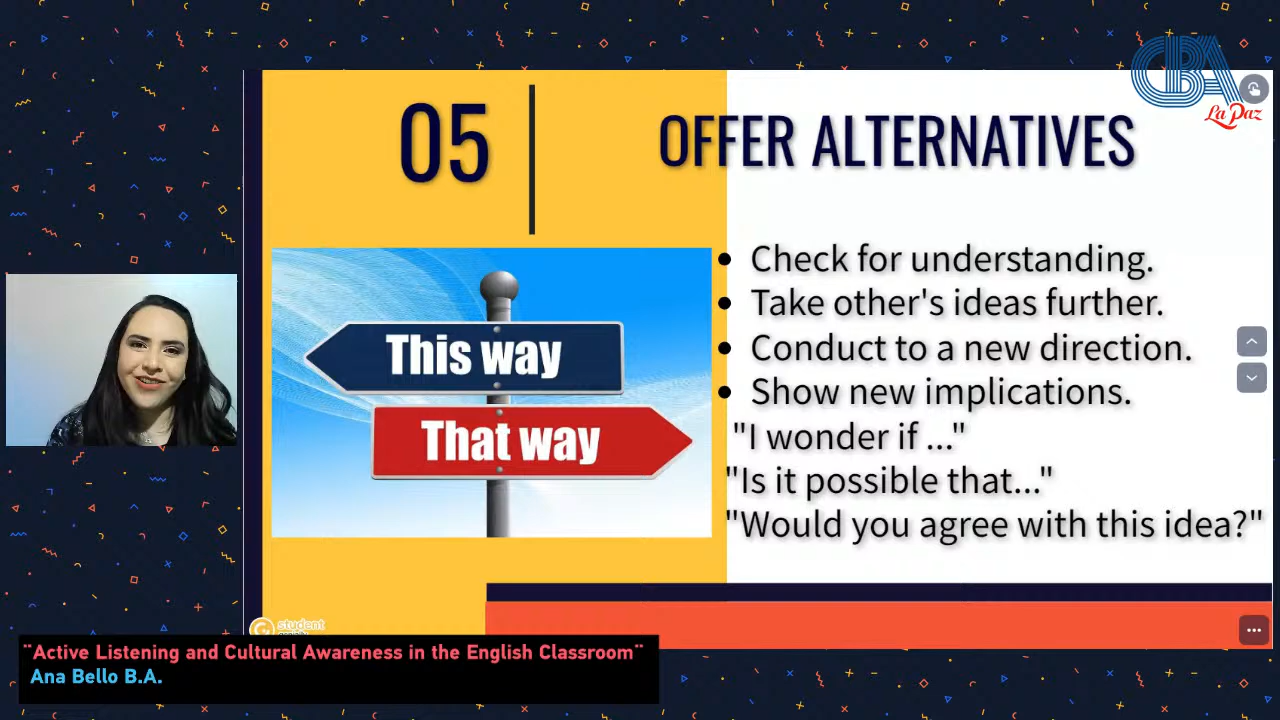 CBA
La Paz
05
OFFER ALTERNATIVES
This way
That way
• Check for understanding.
• Take other's ideas further.
• Conduct to a new direction.
• Show new implications.
"I wonder if ..."
"Is it possible that..."
"Would you agree with this idea?"
student
"Active Listening and Cultural Awareness in the English Classroom"
Ana Bello B.A.